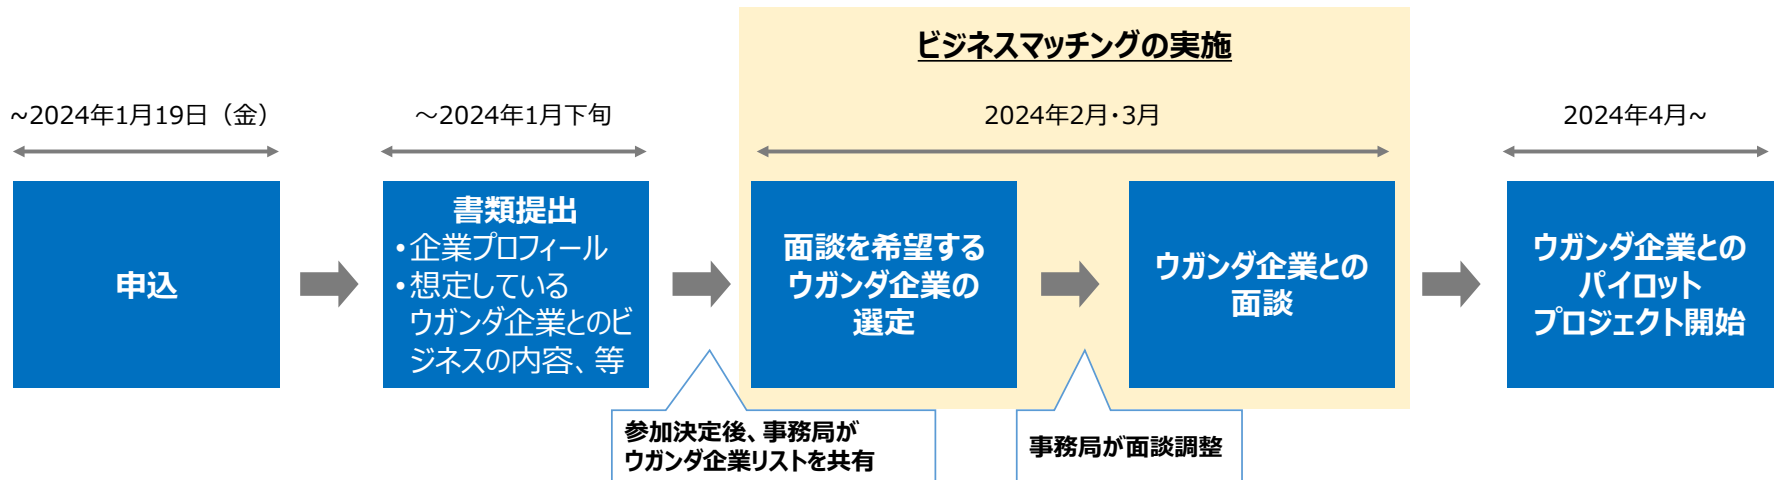 ビジネスマッチングの実施
~2024年1月19日（金）
～2024年1月下旬
2024年2月・3月
2024年4月~
申込
書類提出
•企業プロフィール
•想定している
ウガンダ企業とのビ
ジネスの内容、等
面談を希望する
ウガンダ企業の
選定
ウガンダ企業との
面談
ウガンダ企業との
パイロット
プロジェクト開始
参加決定後、事務局が
ウガンダ企業リストを共有
事務局が面談調整